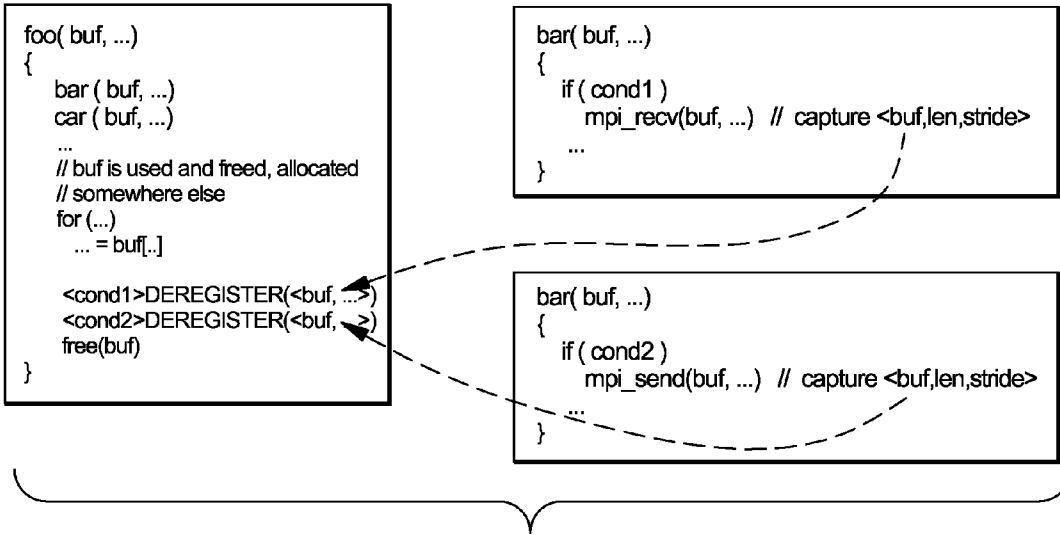 foo( buf, ...)
{
bar ( buf, ...)
car ( buf, ...)
...
// buf is used and freed, allocated
// somewhere else
for (...)
... = buf[..]
<cond1>DEREGISTER(<buf, ...>)
<cond2>DEREGISTER(<buf, ...>)
free(buf)
}
bar( buf, ...)
{
if ( cond1 )
mpi_recv(buf, ...) // capture <buf,len,stride>
...
}
bar( buf, ...)
{
if ( cond2 )
mpi_send(buf, ...) // capture <buf,len,stride>
...
}